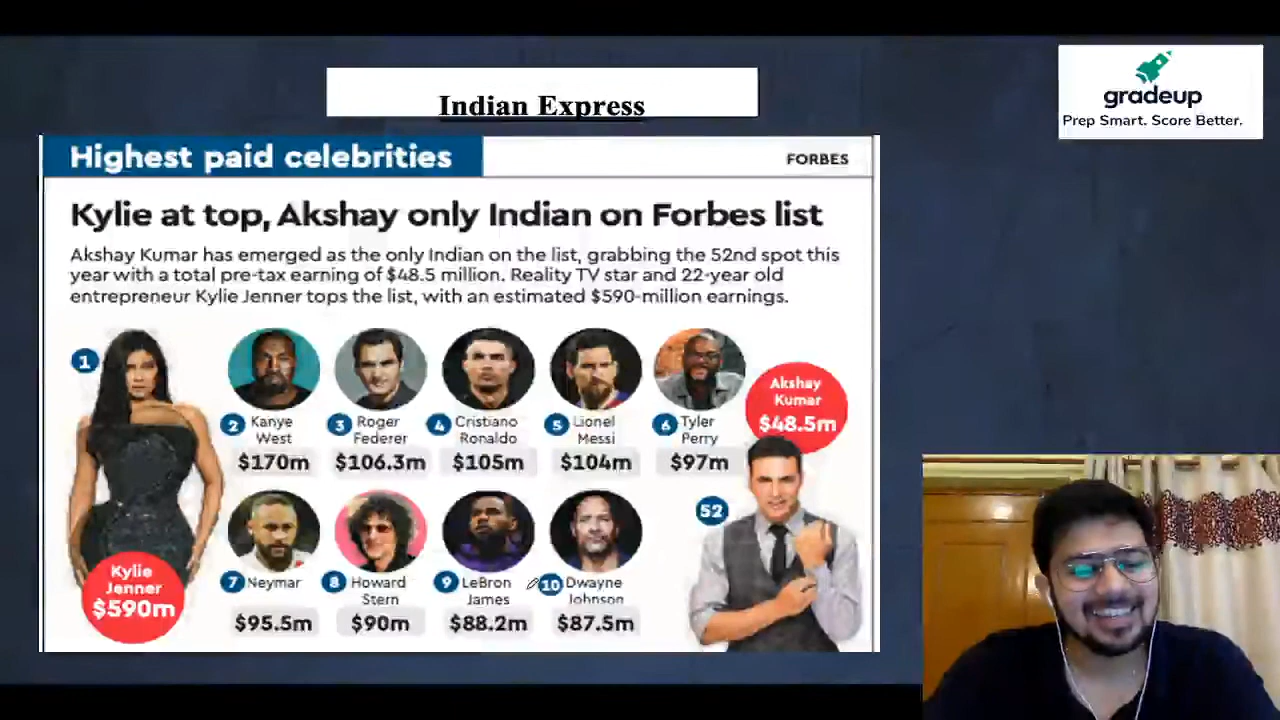 Indian Express
gradeup
Prep Smart. Score Better.
Highest paid celebrities
FORBES
Kylie at top, Akshay only Indian on Forbes list
Akshay Kumar has emerged as the only Indian on the list, grabbing the 52nd spot this
year with a total pre-tax earning of $48.5 million. Reality TV star and 22-year old
entrepreneur Kylie Jenner tops the list, with an estimated $590-million earnings.
1
Kylie
Jenner
$590m
2 Kanye
West
$170m
3 Roger
Federer
$106.3m
4 Cristiano
Ronaldo
$105m
5 Lionel
Messi
$104m
6 Tyler
Perry
$97m
Akshay
Kumar
$48.5m
52
7 Neymar
$95.5m
8 Howard
Stern
$90m
9 LeBron
James
$88.2m
10 Dwayne
Johnson
$87.5m